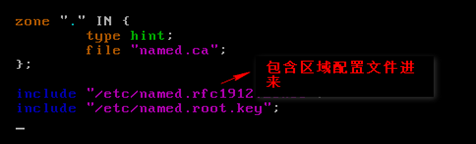 zone "." IN {
type hint;
file "named.ca";
};
包含区域配置文件进
来
include "/etc/named.rfc1912
include "/etc/named.root.key";